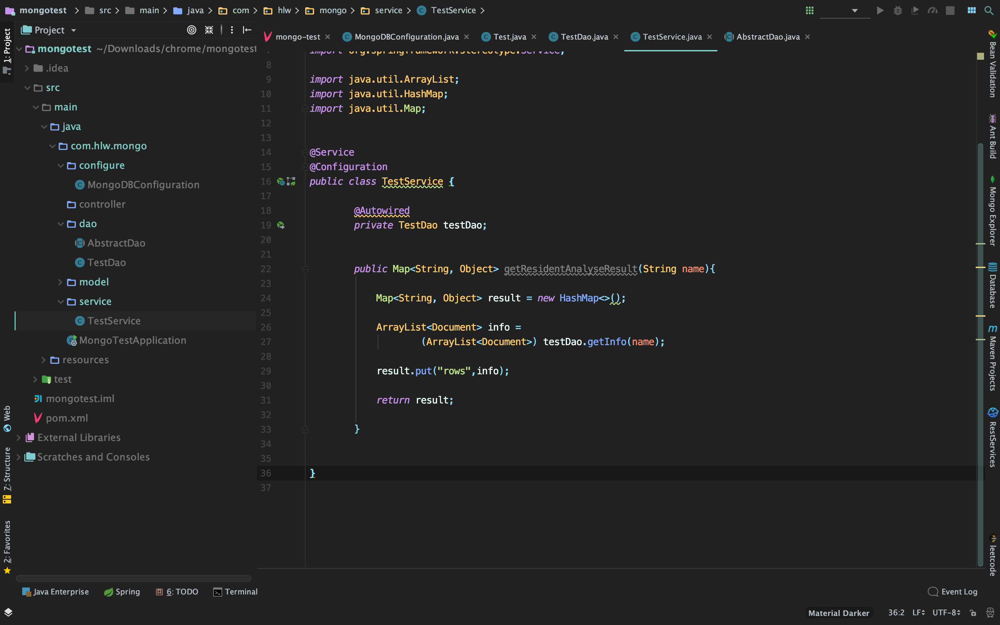 mongotest src main java com hlw mongo service TestService
1: Project
Project
mongo-test MongoDBConfiguration.java Test.java TestDao.java TestService.java AbstractDao.java
mongotest ~/Downloads/chrome/mongotest
.idea
src
main
java
com.hlw.mongo
configure
MongoDBConfiguration
controller
dao
AbstractDao
TestDao
model
service
TestService
MongoTestApplication
resources
test
mongotest.iml
pom.xml
External Libraries
Scratches and Consoles
Web
7: Structure
2: Favorites
7 import org.springframework.stereotype.Service;
8
9 import java.util.ArrayList;
10 import java.util.HashMap;
11 import java.util.Map;
12
13
14 @Service
15 @Configuration
16 public class TestService {
17
18 @Autowired
19 private TestDao testDao;
20
21
22 public Map<String, Object> getResidentAnalyseResult(String name){
23
24 Map<String, Object> result = new HashMap<>();
25
26 ArrayList<Document> info =
27 (ArrayList<Document>) testDao.getInfo(name);
28
29 result.put("rows",info);
30
31 return result;
32
33 }
34
35
36 }
37
Bean Validation
Ant Build
Mongo Explorer
Database
m Maven Projects
RestServices
leetcode
Java Enterprise Spring 6: TODO Terminal
Event Log
Material Darker 36:2 LF UTF-8